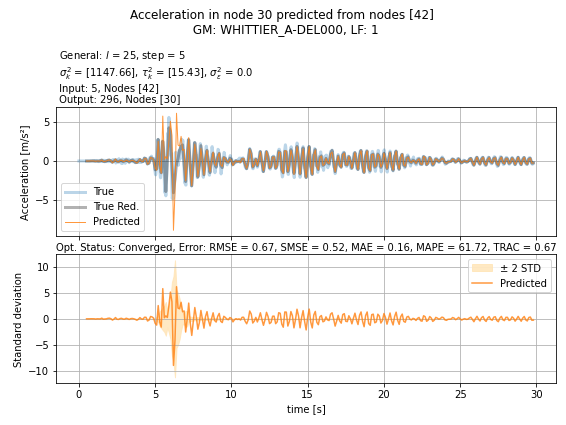 Acceleration in node 30 predicted from nodes [42]
GM: WHITTIER_A-DEL000, LF: 1
General: l = 25, step = 5
σ²ₖ = [1147.66], τ²ₖ = [15.43], σ²ε = 0.0
Input: 5, Nodes [42]
Output: 296, Nodes [30]
Acceleration [m/s²]
5
0
−5
True
True Red.
Predicted
Opt. Status: Converged, Error: RMSE = 0.67, SMSE = 0.52, MAE = 0.16, MAPE = 61.72, TRAC = 0.67
Standard deviation
10
5
0
−5
−10
± 2 STD
Predicted
0 5 10 15 20 25 30
time [s]